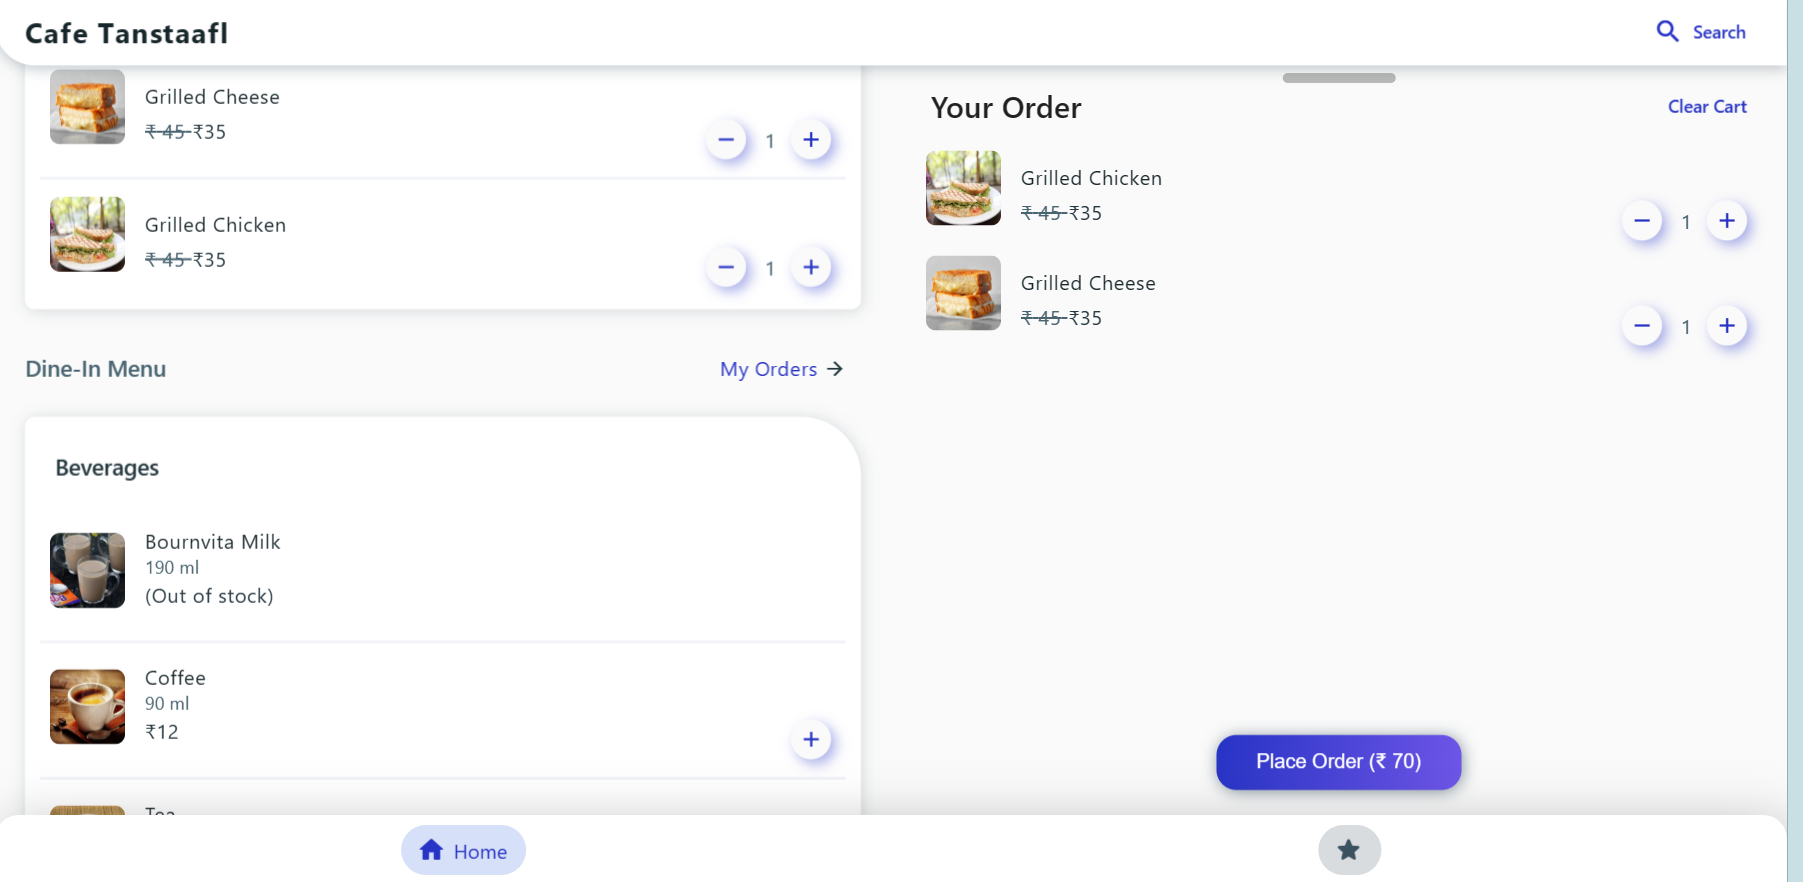 Cafe Tanstaafl
Search
Grilled Cheese
₹ 45 ₹35
1
Grilled Chicken
₹ 45 ₹35
1
Dine-In Menu
My Orders
Beverages
Bournvita Milk
190 ml
(Out of stock)
Coffee
90 ml
₹12
Tea
Your Order
Clear Cart
Grilled Chicken
₹ 45 ₹35
1
Grilled Cheese
₹ 45 ₹35
1
Place Order (₹ 70)
Home